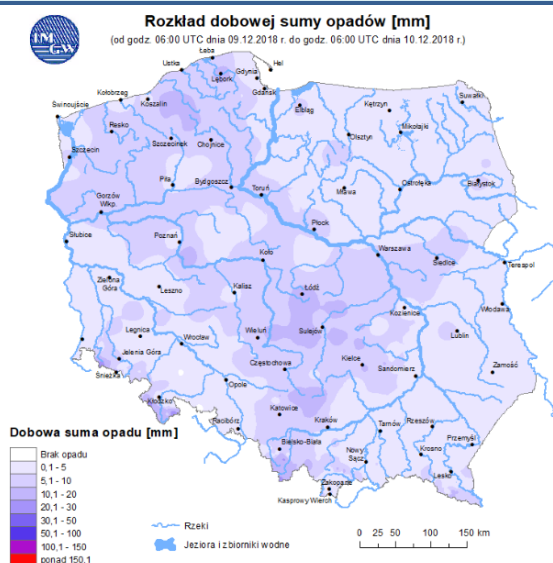 Rozkład dobowej sumy opadów [mm]
(od godz. 06:00 UTC dnia 09.12.2018 r. do godz. 06:00 UTC dnia 10.12.2018 r.)
IM
GW
Łeba
Ustka
Hel
Lębork
Gdynia
Gdańsk
Kołobrzeg
Koszalin
Suwałki
Świnoujście
Elbląg
Kętrzyn
Resko
Olsztyn
Mikołajki
Szczecinek
Chojnice
Szczecin
Piła
Bydgoszcz
Toruń
Mława
Ostrołęka
Białystok
Gorzów
Wlkp.
Płock
Słubice
Poznań
Koło
Warszawa
Siedlce
Terespol
Zielona
Góra
Leszno
Kalisz
Łódź
Kozienice
Włodawa
Legnica
Wrocław
Wieluń
Sulejów
Lublin
Jelenia Góra
Śnieżka
Częstochowa
Kielce
Sandomierz
Zamość
Opole
Kłodzko
Katowice
Racibórz
Kraków
Tarnów
Rzeszów
Przemyśl
Bielsko-Biała
Nowy
Sącz
Krosno
Lesko
Zakopane
Kasprowy Wierch
Dobowa suma opadu [mm]
Brak opadu
0,1 - 5
5,1 - 10
10,1 - 20
20,1 - 30
30,1 - 50
50,1 - 100
100,1 - 150
ponad 150,1
Rzeki
Jeziora i zbiorniki wodne
0 25 50 100 150 km